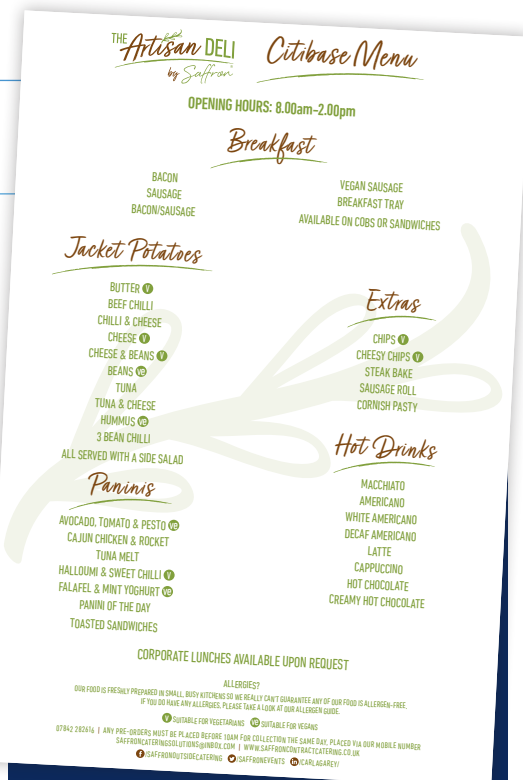 THE Artisan DELI
by Saffron
Citibase Menu
OPENING HOURS: 8.00am-2.00pm
Breakfast
BACON
SAUSAGE
BACON/SAUSAGE
VEGAN SAUSAGE
BREAKFAST TRAY
AVAILABLE ON COBS OR SANDWICHES
Jacket Potatoes
BUTTER V
BEEF CHILLI
CHILLI & CHEESE
CHEESE V
CHEESE & BEANS V
BEANS ve
TUNA
TUNA & CHEESE
HUMMUS ve
3 BEAN CHILLI
ALL SERVED WITH A SIDE SALAD
Extras
CHIPS V
CHEESY CHIPS V
STEAK BAKE
SAUSAGE ROLL
CORNISH PASTY
Paninis
AVOCADO, TOMATO & PESTO ve
CAJUN CHICKEN & ROCKET
TUNA MELT
HALLOUMI & SWEET CHILLI V
FALAFEL & MINT YOGHURT ve
PANINI OF THE DAY
TOASTED SANDWICHES
Hot Drinks
MACCHIATO
AMERICANO
WHITE AMERICANO
DECAF AMERICANO
LATTE
CAPPUCCINO
HOT CHOCOLATE
CREAMY HOT CHOCOLATE
CORPORATE LUNCHES AVAILABLE UPON REQUEST
ALLERGIES?
OUR FOOD IS FRESHLY PREPARED IN SMALL, BUSY KITCHENS SO WE REALLY CAN'T GUARANTEE ANY OF OUR FOOD IS ALLERGEN-FREE.
IF YOU DO HAVE ANY ALLERGIES, PLEASE TAKE A LOOK AT OUR ALLERGEN GUIDE.
V SUITABLE FOR VEGETARIANS ve SUITABLE FOR VEGANS
07842 282616 | ANY PRE-ORDERS MUST BE PLACED BEFORE 10AM FOR COLLECTION THE SAME DAY, PLACED VIA OUR MOBILE NUMBER
SAFFRONCATERINGSOLUTIONS@INBOX.COM | WWW.SAFFRONCONTRACTCATERING.CO.UK
/SAFFRONOUTSIDECATERING /SAFFRONEVENTS /CARLAGAREY/